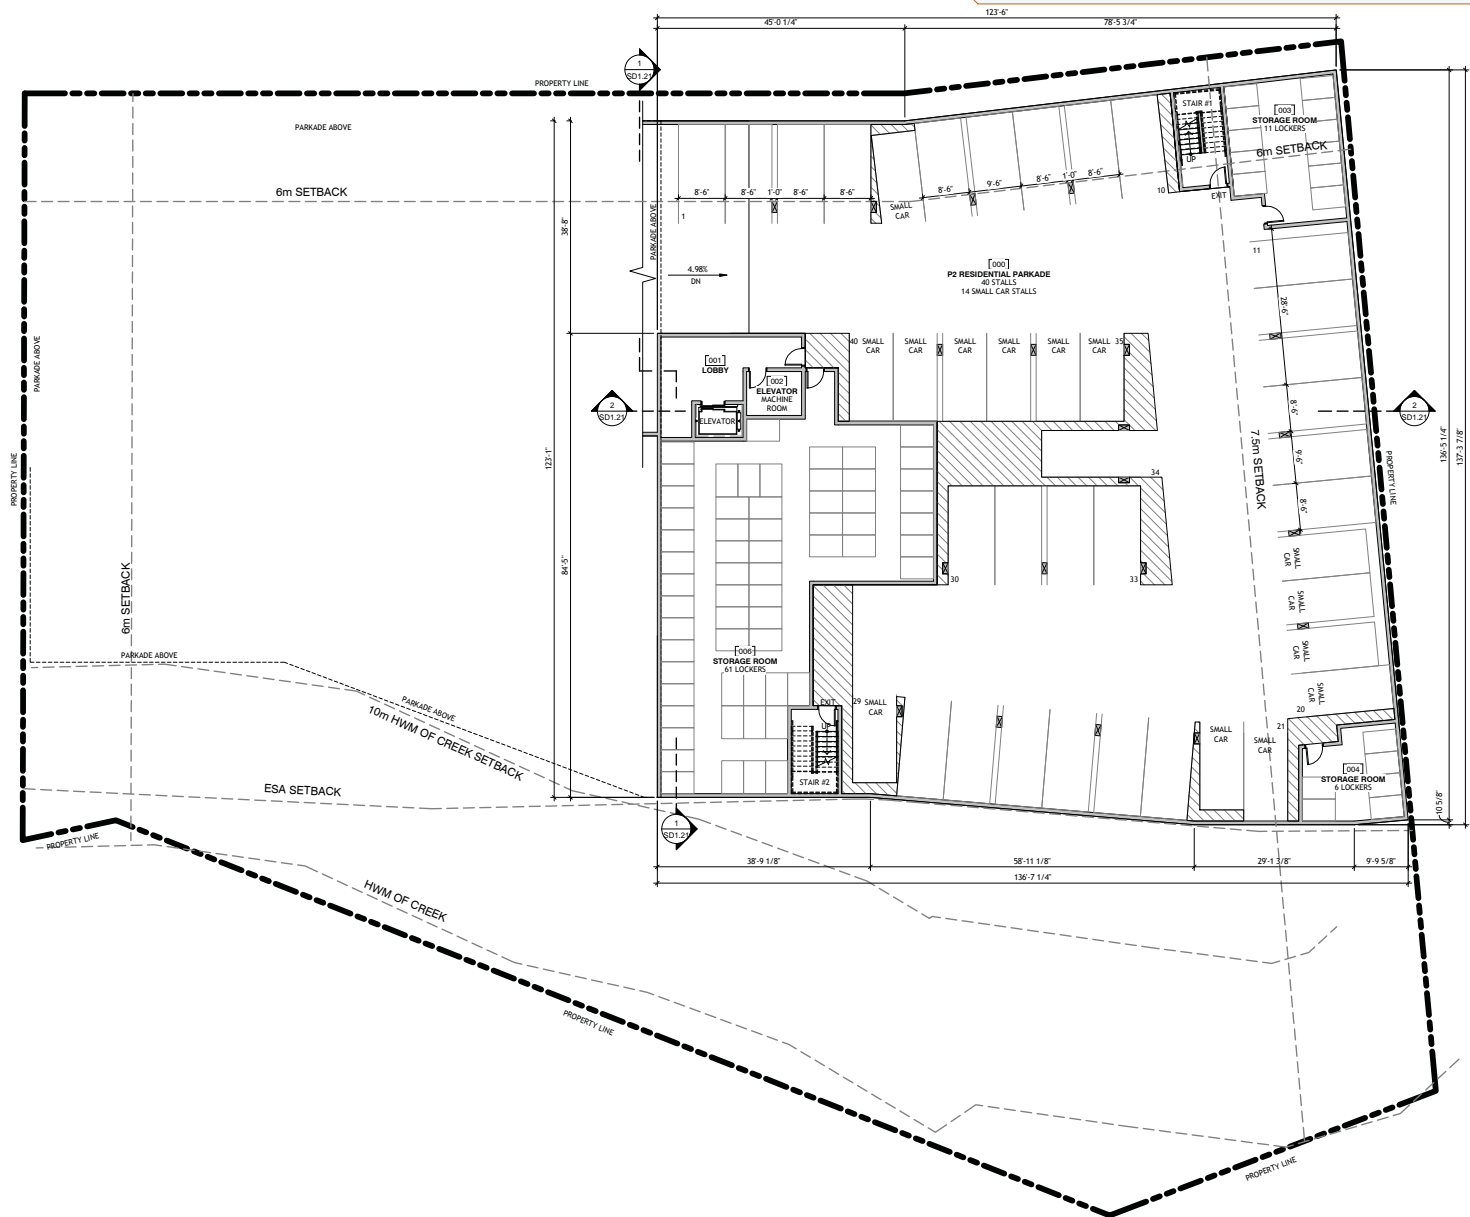 123'-6"
45'-0 1/4"
78'-5 3/4"
1
SD1.21
PROPERTY LINE
PARKADE ABOVE
STAIR #1
UP
EXIT
[003]
STORAGE ROOM
11 LOCKERS
6m SETBACK
6m SETBACK
8'-6"
8'-6"
1'-0"
8'-6"
8'-6"
8'-6"
9'-6"
8'-6"
1'-0"
8'-6"
1
SMALL
CAR
10
11
38'-8"
PARKADE ABOVE
4.98%
DN
[000]
P2 RESIDENTIAL PARKADE
40 STALLS
14 SMALL CAR STALLS
28'-6"
PARKADE ABOVE
[001]
LOBBY
[002]
ELEVATOR
MACHINE
ROOM
ELEVATOR
40
SMALL
CAR
SMALL
CAR
SMALL
CAR
SMALL
CAR
SMALL
CAR
SMALL
CAR
35
2
SD1.21
2
SD1.21
8'-6"
9'-6"
8'-6"
7.5m SETBACK
PROPERTY LINE
136'-5 1/4"
137'-3 7/8"
123'-1"
84'-5"
PROPERTY LINE
34
30
33
SMALL
CAR
SMALL
CAR
SMALL
CAR
SMALL
CAR
20
6m SETBACK
PARKADE ABOVE
PARKADE ABOVE
10m HWM OF CREEK SETBACK
ESA SETBACK
[006]
STORAGE ROOM
61 LOCKERS
EXIT
UP
STAIR #2
29
SMALL
CAR
SMALL
CAR
SMALL
CAR
21
[004]
STORAGE ROOM
6 LOCKERS
10 5/8"
1
SD1.21
PROPERTY LINE
38'-9 1/8"
58'-11 1/8"
29'-1 3/8"
9'-9 5/8"
136'-7 1/4"
HWM OF CREEK
PROPERTY LINE
PROPERTY LINE